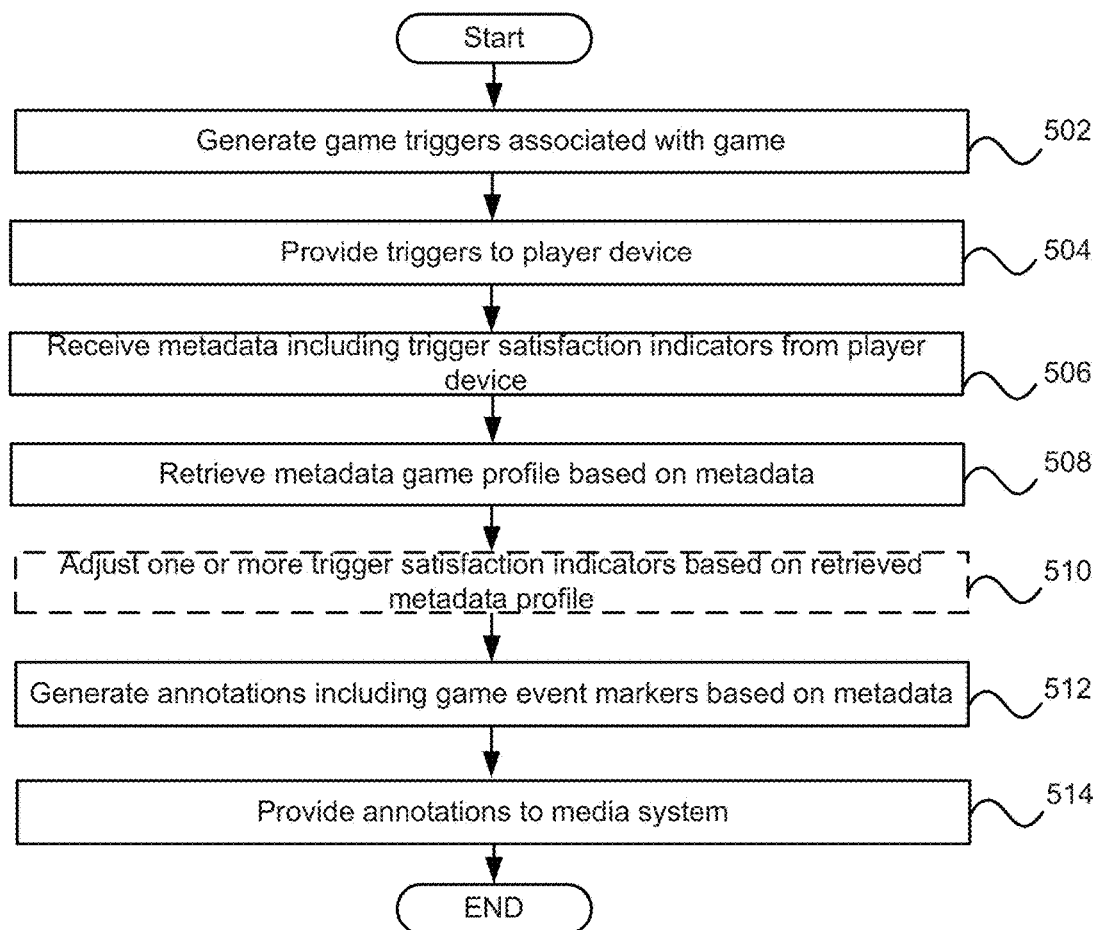 Start
Generate game triggers associated with game
502
Provide triggers to player device
504
Receive metadata including trigger satisfaction indicators from player
device
506
Retrieve metadata game profile based on metadata
508
Adjust one or more trigger satisfaction indicators based on retrieved
metadata profile
510
Generate annotations including game event markers based on metadata
512
Provide annotations to media system
514
END